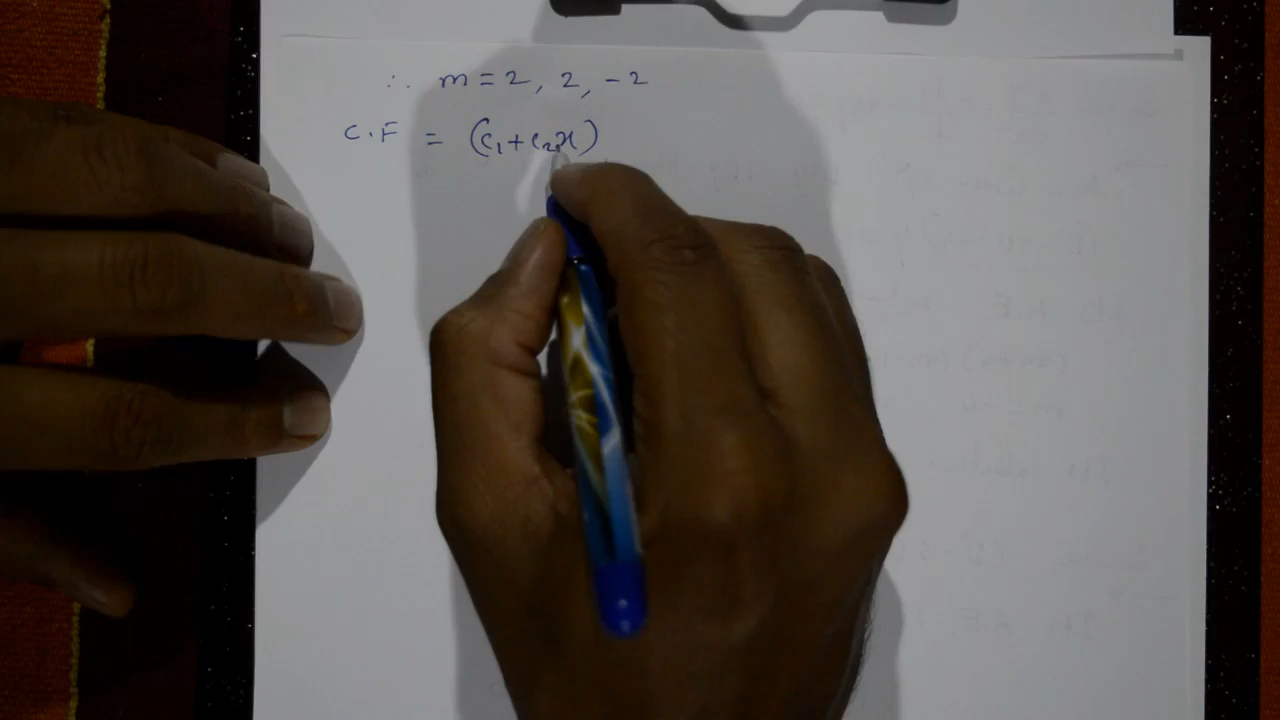 ∴ m = 2, 2, -2
C.F = (c₁+c₂x)